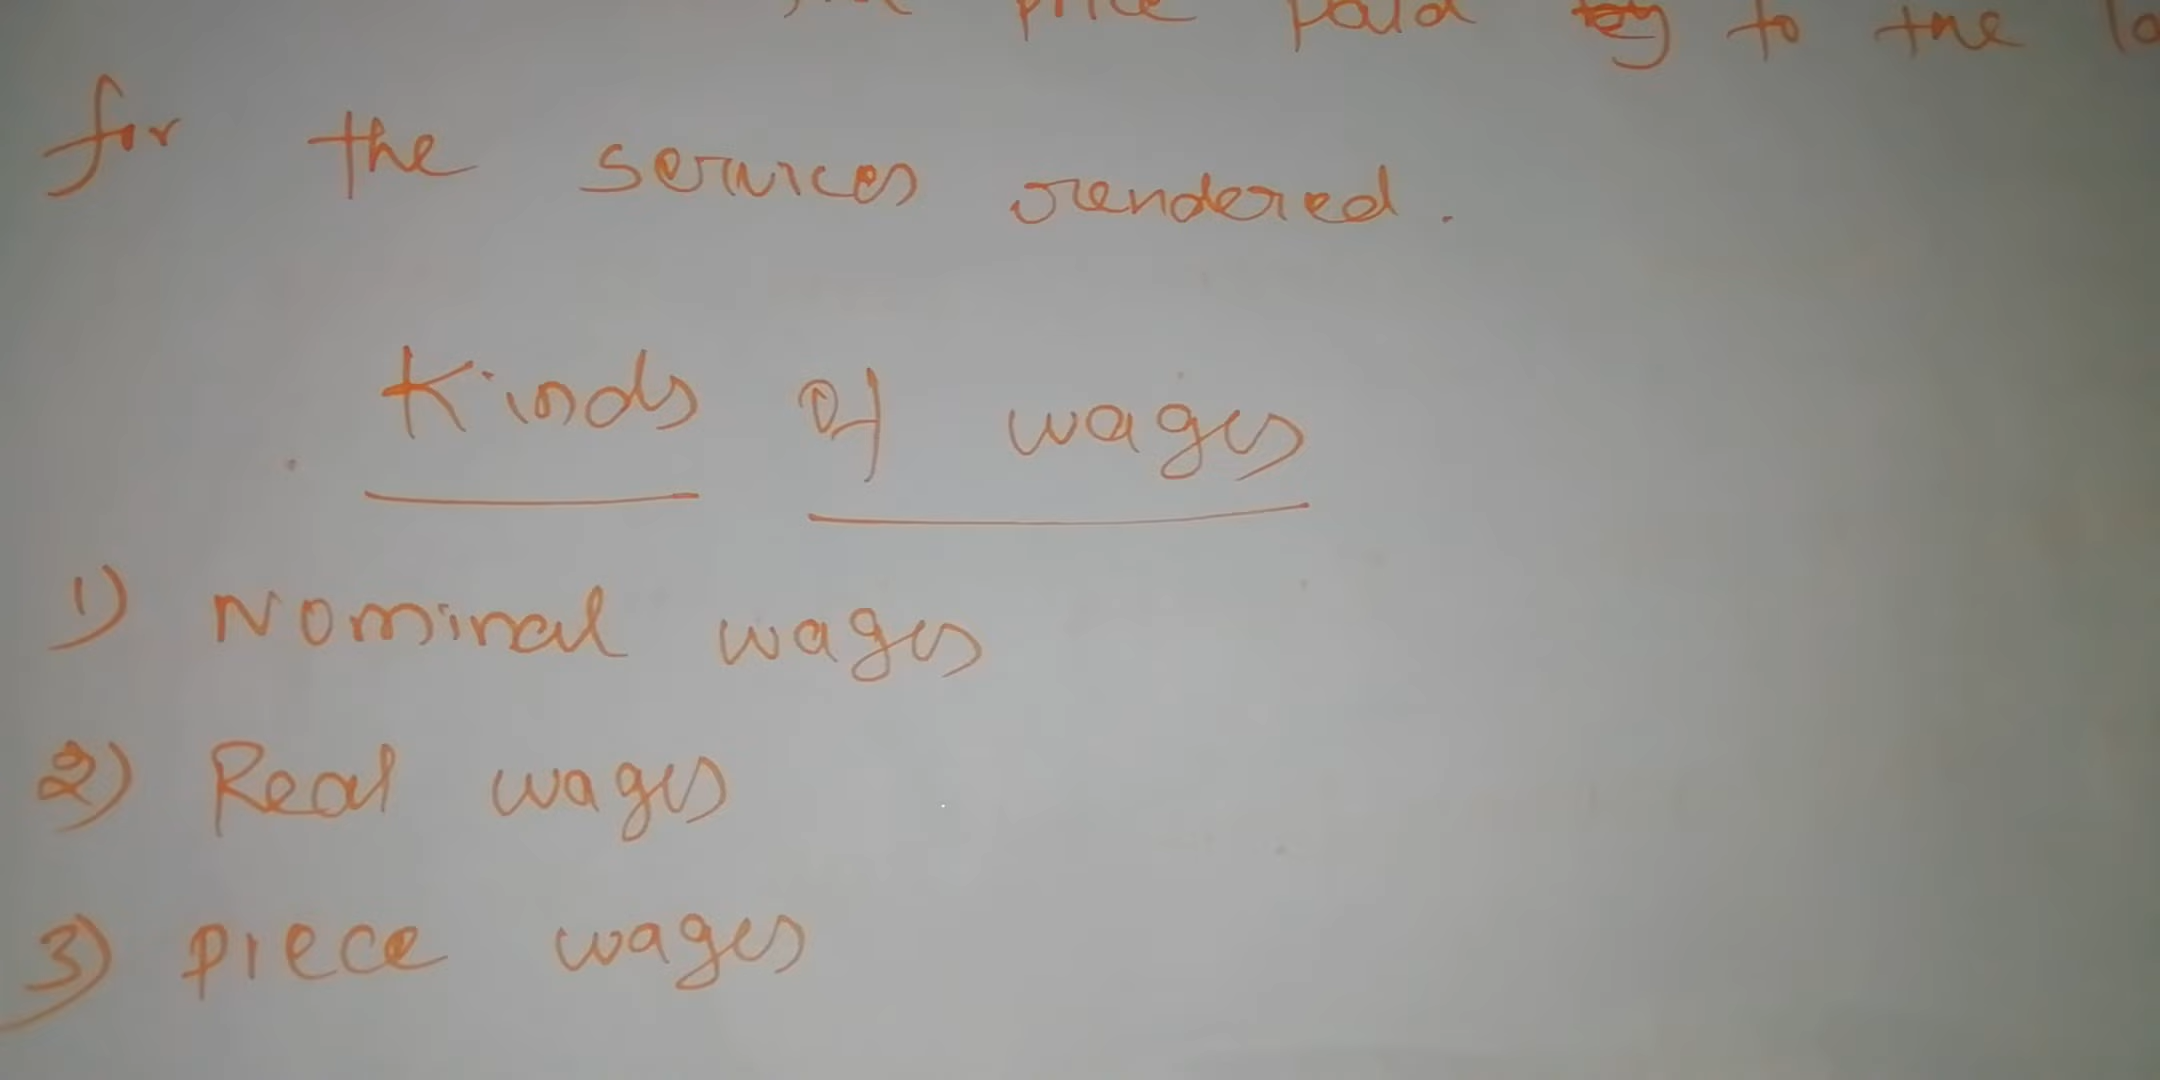 price paid to the
for the services rendered.
Kinds of wages
1) Nominal wages
2) Real wages
3) piece wages